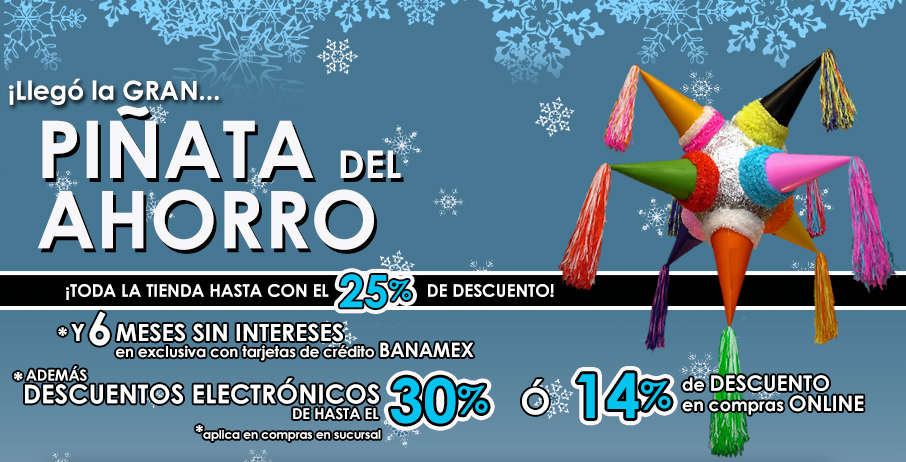 ¡Llegó la GRAN...
PIÑATA DEL
AHORRO
¡TODA LA TIENDA HASTA CON EL 25% DE DESCUENTO!
*Y 6 MESES SIN INTERESES
en exclusiva con tarjetas de crédito BANAMEX
*ADEMÁS
DESCUENTOS ELECTRÓNICOS
DE HASTA EL 30%
*aplica en compras en sucursal
Ó 14% de DESCUENTO
en compras ONLINE